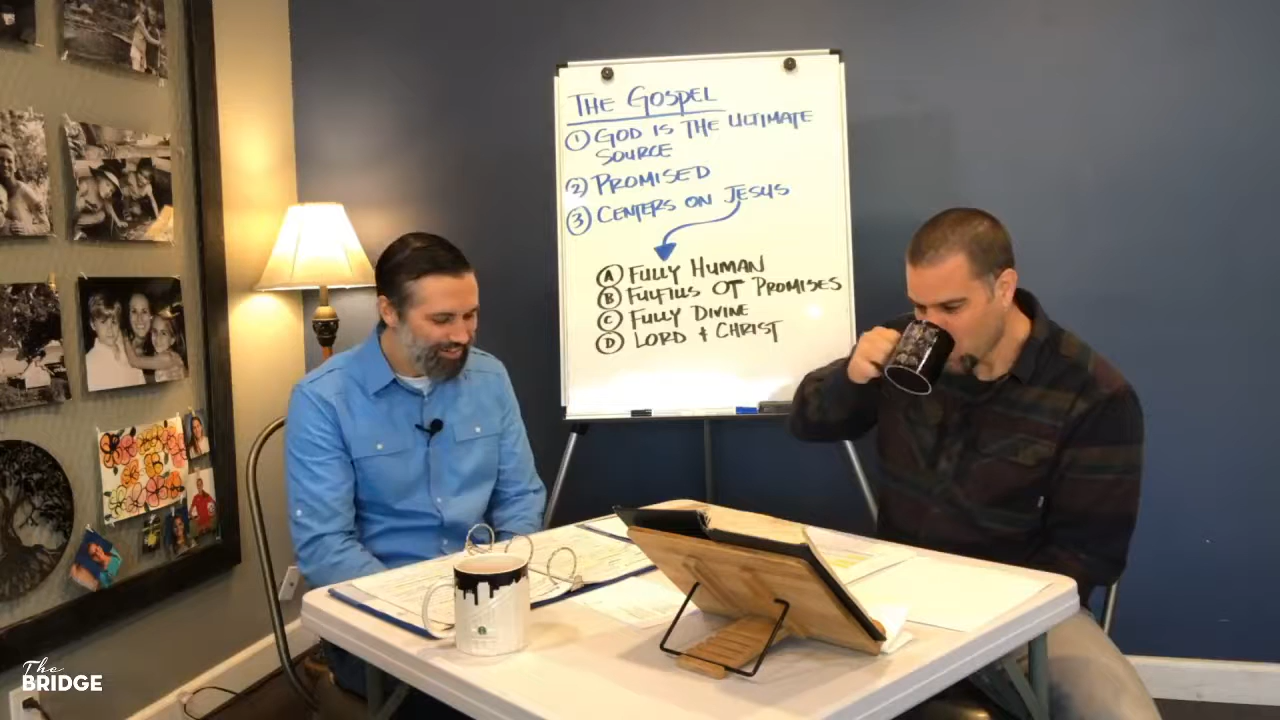 THE GOSPEL
① GOD IS THE ULTIMATE
SOURCE
② PROMISED
③ CENTERS ON JESUS
Ⓐ FULLY HUMAN
Ⓑ FULFILLS OT PROMISES
Ⓒ FULLY DIVINE
Ⓓ LORD + CHRIST
The
BRIDGE